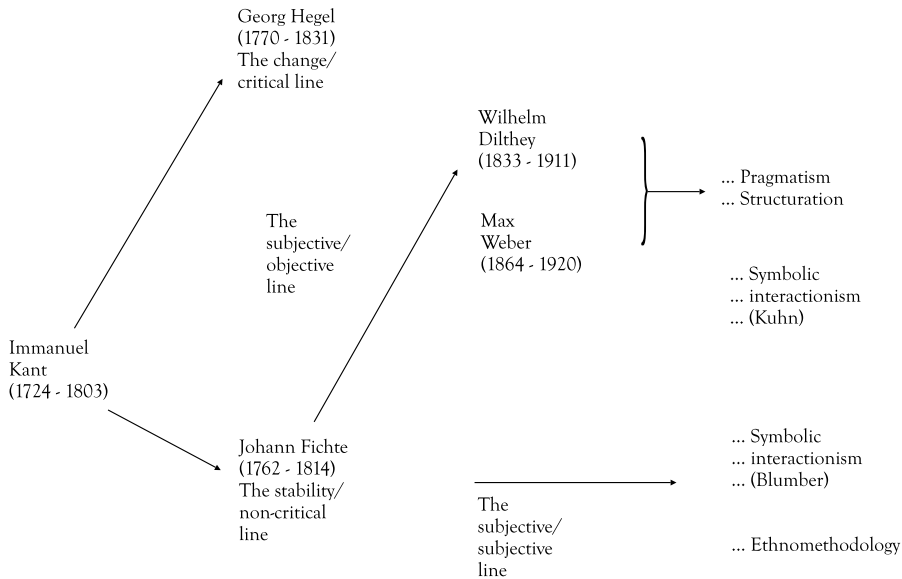 Georg Hegel
(1770 - 1831)
The change/
critical line
Wilhelm
Dilthey
(1833 - 1911)
... Pragmatism
... Structuration
The
subjective/
objective
line
Max
Weber
(1864 - 1920)
... Symbolic
... interactionism
... (Kuhn)
Immanuel
Kant
(1724 - 1803)
Johann Fichte
(1762 - 1814)
The stability/
non-critical
line
... Symbolic
... interactionism
... (Blumber)
The
subjective/
subjective
line
... Ethnomethodology